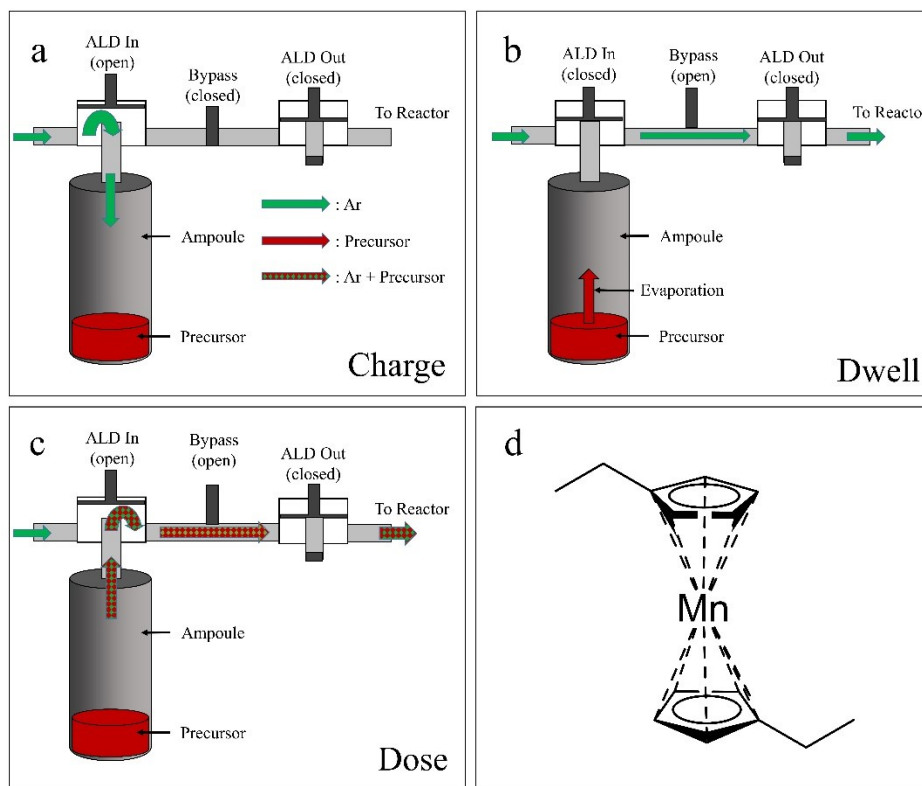 a
ALD In
(open)
Bypass
(closed)
ALD Out
(closed)
To Reactor
: Ar
Ampoule
: Precursor
: Ar + Precursor
Precursor
Charge
b
ALD In
(closed)
Bypass
(open)
ALD Out
(closed)
To Reacto
Ampoule
Evaporation
Precursor
Dwell
c
ALD In
(open)
Bypass
(open)
ALD Out
(closed)
To Reactor
Ampoule
Precursor
Dose
d
Mn